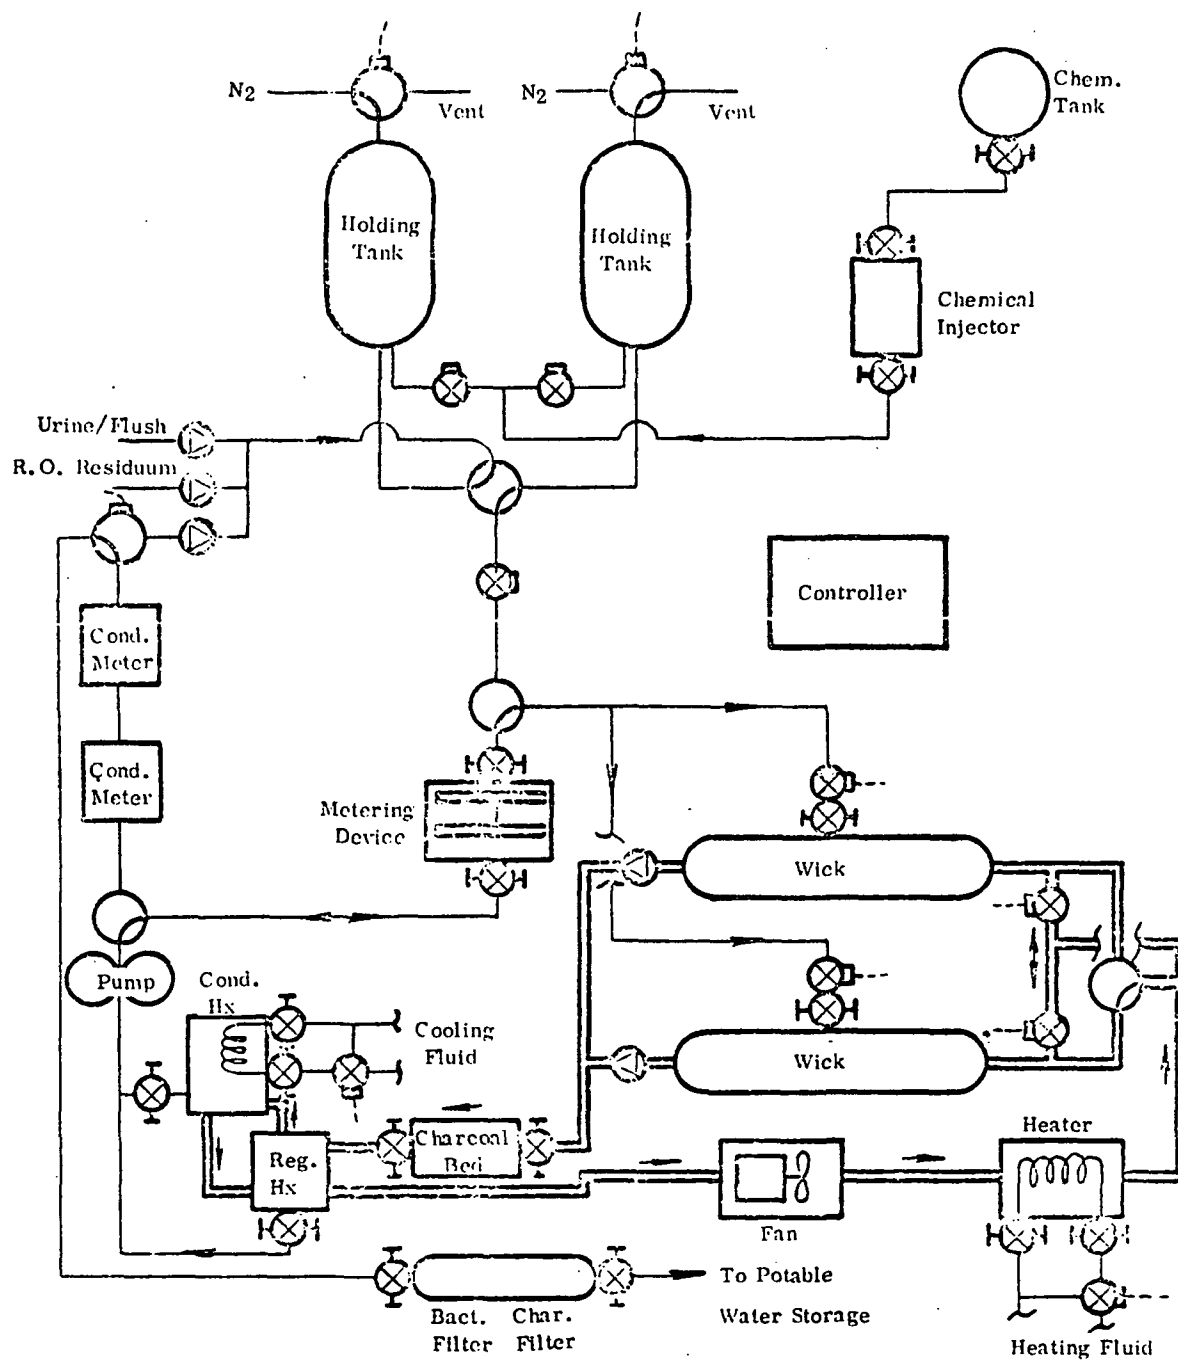 N2
Vent
N2
Vent
Chem.
Tank
Holding
Tank
Holding
Tank
Chemical
Injector
Urine/Flush
R.O. Residuum
Controller
Cond.
Meter
Cond.
Meter
Metering
Device
Wick
Pump
Cond.
Hx
Cooling
Fluid
Wick
Charcoal
Bed
Heater
Reg.
Hx
Fan
To Potable
Water Storage
Bact. Char.
Filter Filter
Heating Fluid